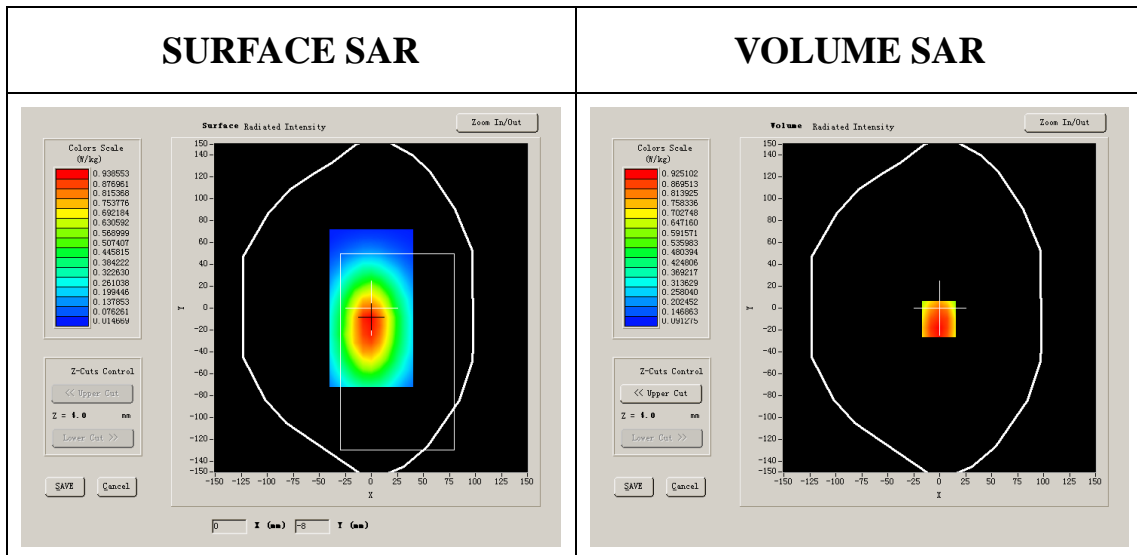 SURFACE SAR
VOLUME SAR
Surface Radiated Intensity
Zoom In/Out
Colors Scale
(W/kg)
0.938553
0.876961
0.815368
0.753776
0.692184
0.630592
0.568999
0.507407
0.445815
0.384222
0.322630
0.261038
0.199446
0.137853
0.076261
0.014669
150
140
120
100
80
60
40
20
0
-20
-40
-60
-80
-100
-120
-140
-150
Y
-150 -125 -100 -75 -50 -25 0 25 50 75 100 125 150
X
Z-Cuts Control
<< Upper Cut
Z = 4.0 mm
Lower Cut >>
SAVE
Cancel
0 X (mm) -8 Y (mm)
Volume Radiated Intensity
Zoom In/Out
Colors Scale
(W/kg)
0.925102
0.869513
0.813925
0.758336
0.702748
0.647160
0.591571
0.535983
0.480394
0.424806
0.369217
0.313629
0.258040
0.202452
0.146863
0.091275
150
140
120
100
80
60
40
20
0
-20
-40
-60
-80
-100
-120
-140
-150
Y
-150 -125 -100 -75 -50 -25 0 25 50 75 100 125 150
X
Z-Cuts Control
<< Upper Cut
Z = 4.0 mm
Lower Cut >>
SAVE
Cancel